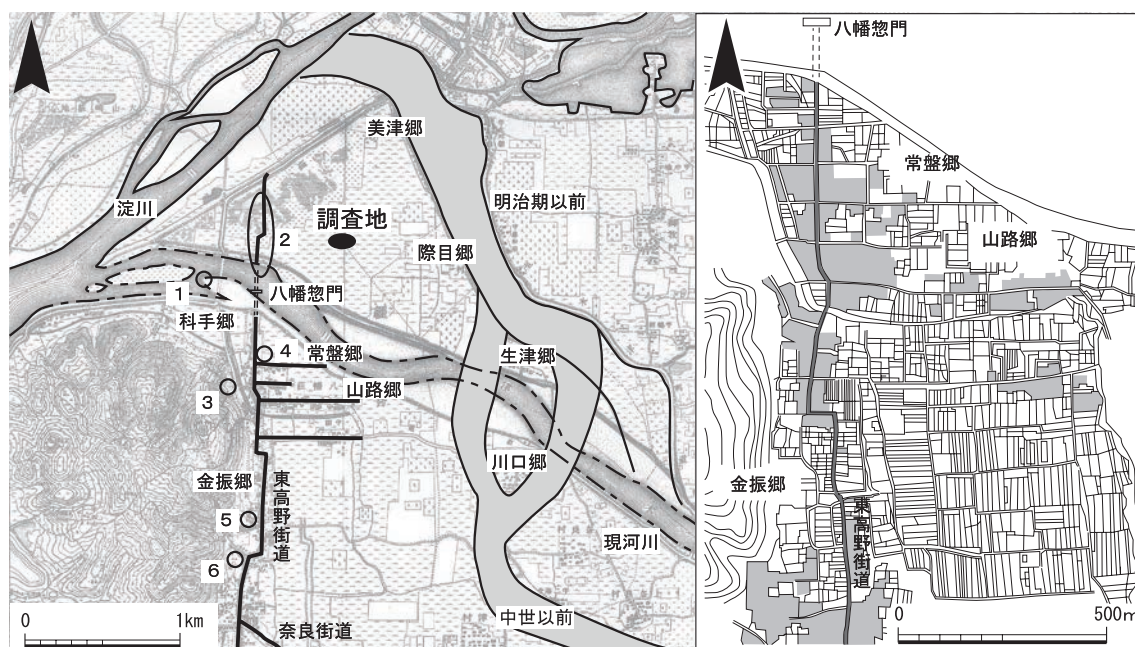 美津郷
明治期以前
淀川
調査地
2
際目郷
1
八幡惣門
科手郷
4
常盤郷
生津郷
山路郷
3
川口郷
金振郷
東高野街道
5
6
現河川
中世以前
奈良街道
0
1km
八幡惣門
常盤郷
山路郷
金振郷
東高野街道
0
500m